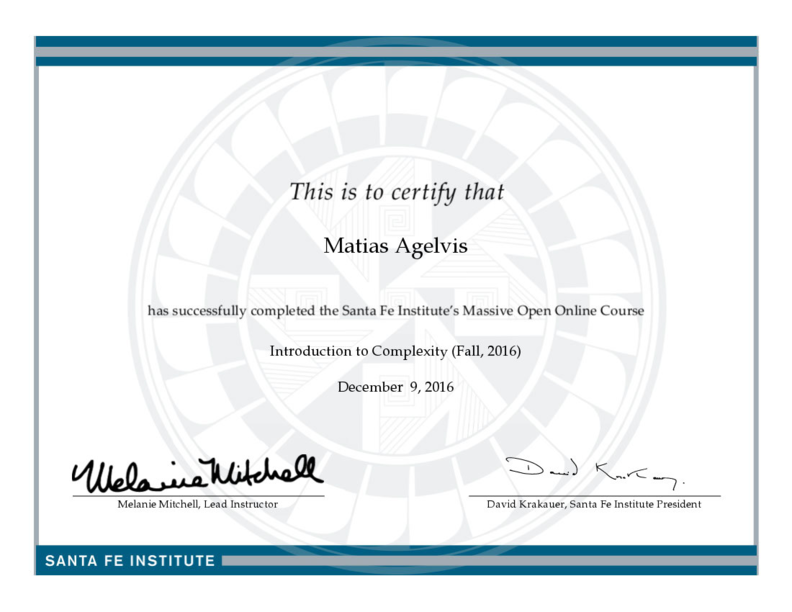 This is to certify that
Matias Agelvis
has successfully completed the Santa Fe Institute's Massive Open Online Course
Introduction to Complexity (Fall, 2016)
December 9, 2016
Melanie Mitchell
David Krakauer.
Melanie Mitchell, Lead Instructor
David Krakauer, Santa Fe Institute President
SANTA FE INSTITUTE